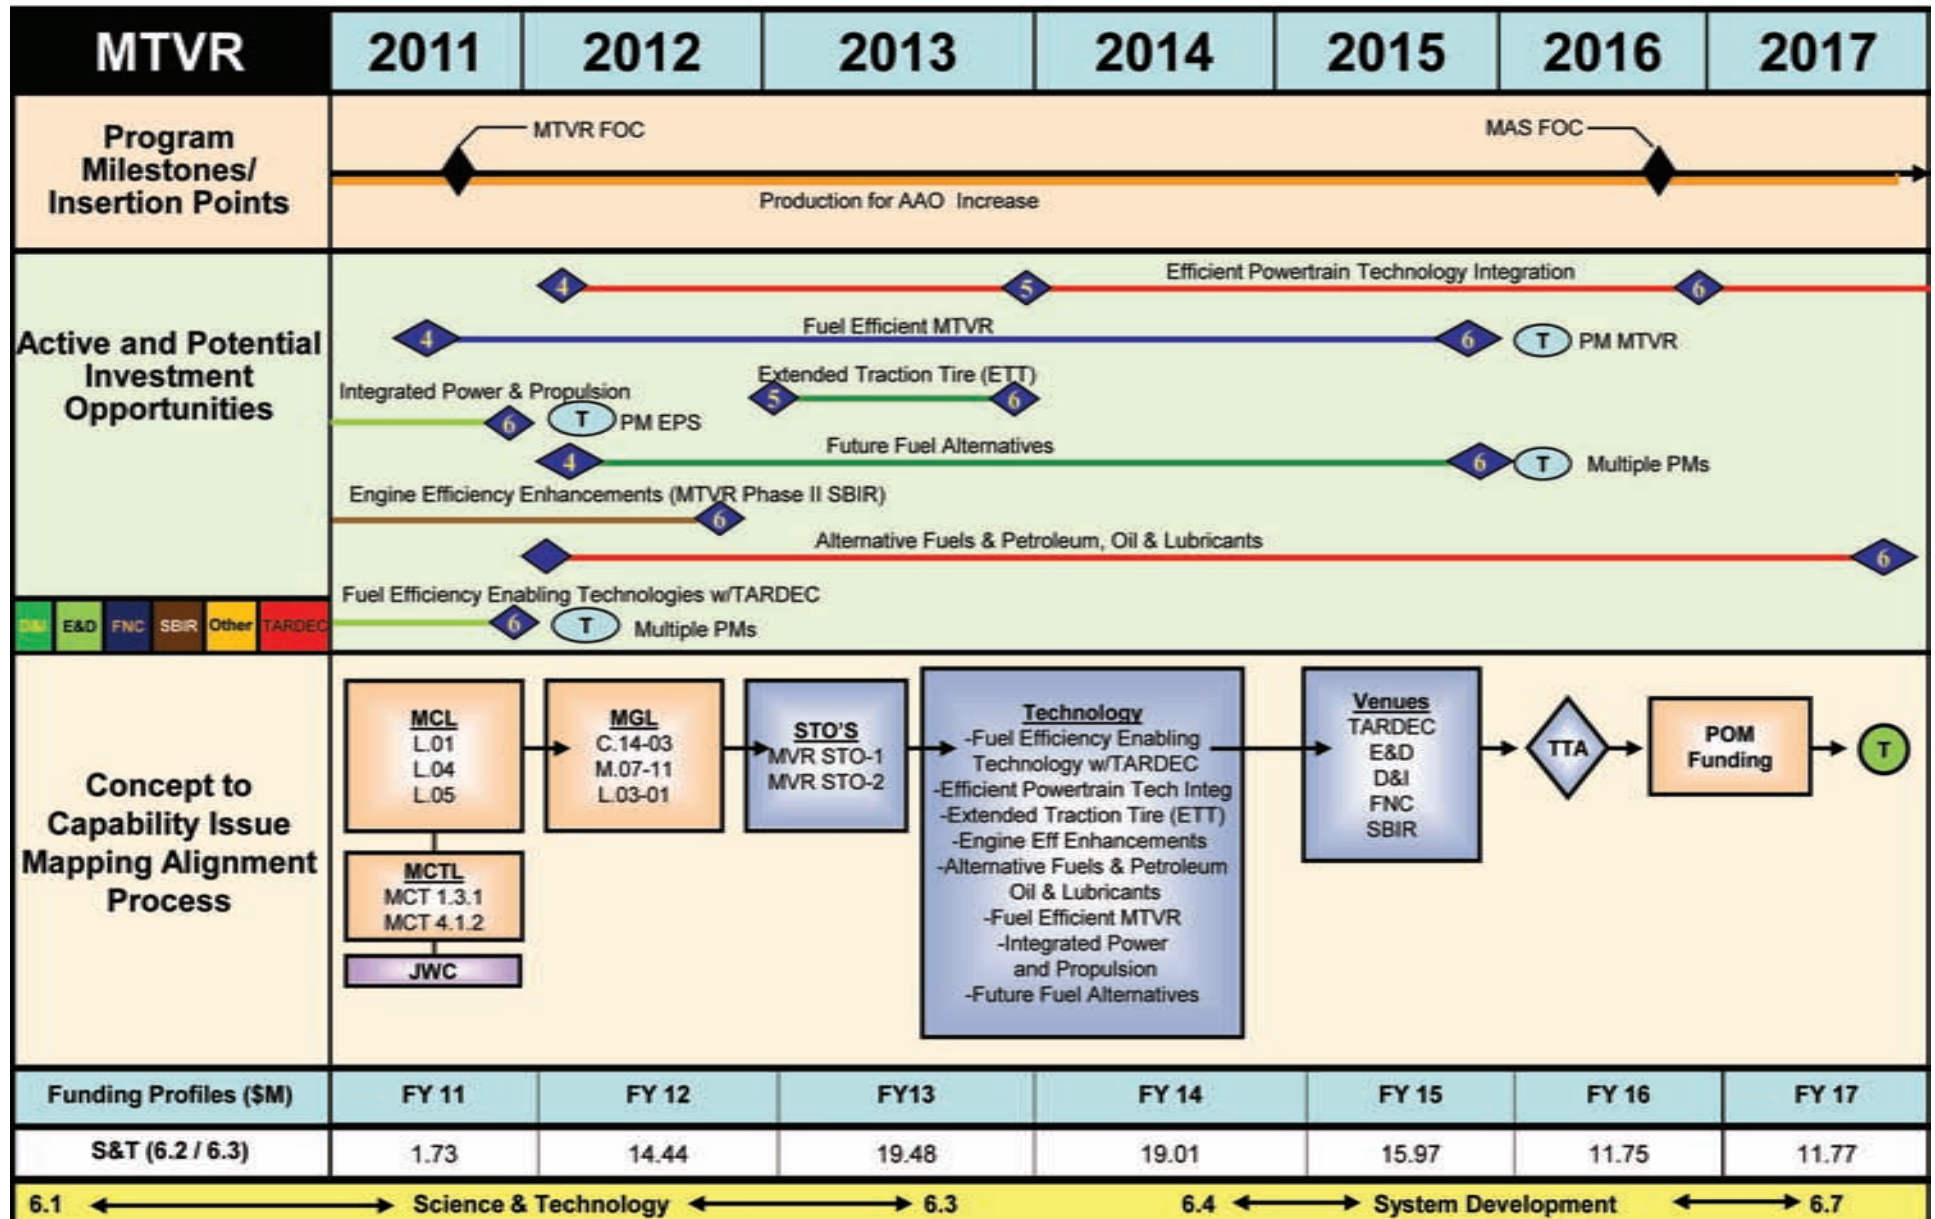 MTVR 2011 2012 2013 2014 2015 2016 2017
Program
Milestones/
Insertion Points
MTVR FOC
MAS FOC
Production for AAO Increase
Active and Potential
Investment
Opportunities
4 5 Efficient Powertrain Technology Integration 6
4 Fuel Efficient MTVR 6 T PM MTVR
Extended Traction Tire (ETT)
5 6
Integrated Power & Propulsion
6 T PM EPS
Future Fuel Alternatives
4 6 T Multiple PMs
Engine Efficiency Enhancements (MTVR Phase II SBIR)
6
Alternative Fuels & Petroleum, Oil & Lubricants
6
Fuel Efficiency Enabling Technologies w/TARDEC
6 T Multiple PMs
D&I E&D FNC SBIR Other TARDEC
Concept to
Capability Issue
Mapping Alignment
Process
MCL
L.01
L.04
L.05
MCTL
MCT 1.3.1
MCT 4.1.2
JWC
MGL
C.14-03
M.07-11
L.03-01
STO'S
MVR STO-1
MVR STO-2
Technology
-Fuel Efficiency Enabling
Technology w/TARDEC
-Efficient Powertrain Tech Integ
-Extended Traction Tire (ETT)
-Engine Eff Enhancements
-Alternative Fuels & Petroleum
Oil & Lubricants
-Fuel Efficient MTVR
-Integrated Power
and Propulsion
-Future Fuel Alternatives
Venues
TARDEC
E&D
D&I
FNC
SBIR
TTA
POM
Funding
T
Funding Profiles ($M) FY 11 FY 12 FY13 FY 14 FY 15 FY 16 FY 17
S&T (6.2 / 6.3) 1.73 14.44 19.48 19.01 15.97 11.75 11.77
6.1 Science & Technology 6.3 6.4 System Development 6.7